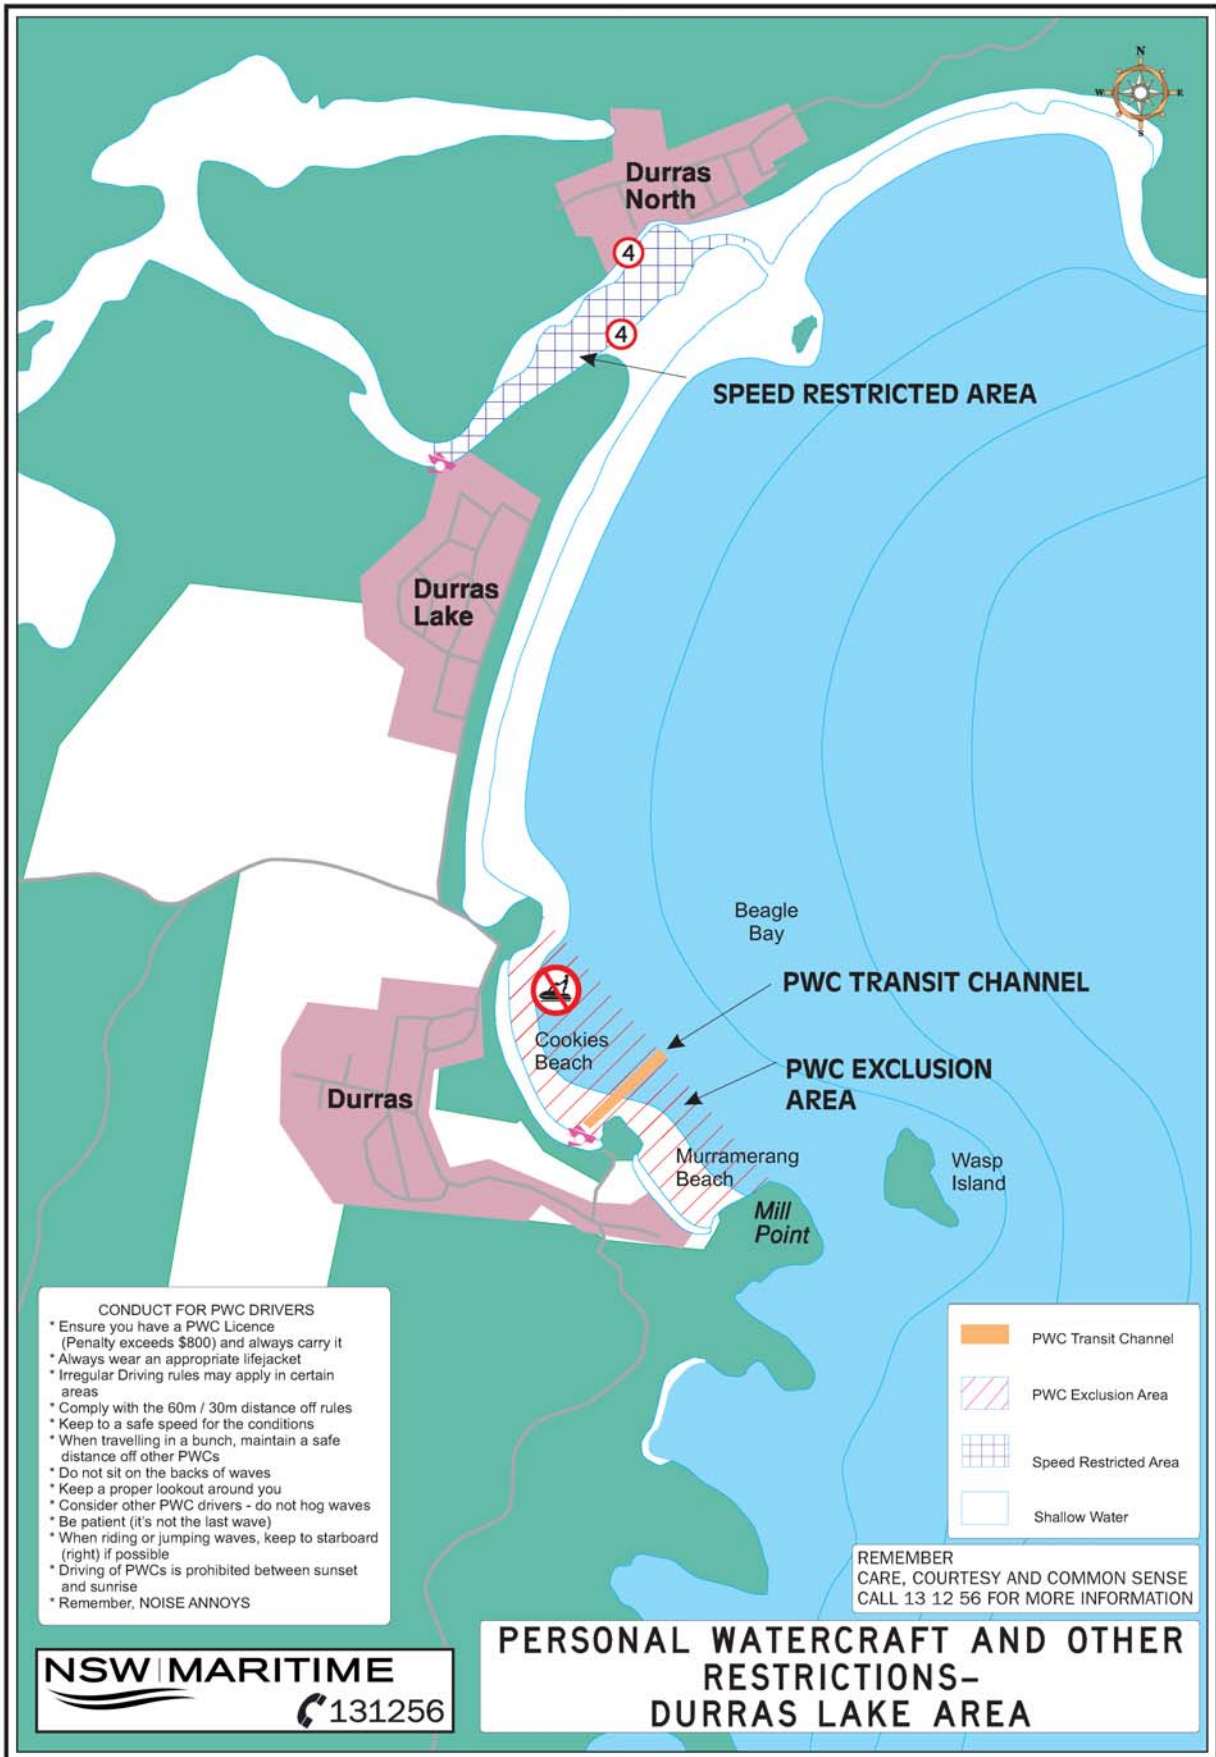 N
W
E
S
Durras
North
4
4
SPEED RESTRICTED AREA
Durras
Lake
Beagle
Bay
PWC TRANSIT CHANNEL
Cookies
Beach
PWC EXCLUSION
AREA
Durras
Murramerang
Beach
Wasp
Island
Mill
Point
CONDUCT FOR PWC DRIVERS
* Ensure you have a PWC Licence
(Penalty exceeds $800) and always carry it
* Always wear an appropriate lifejacket
* Irregular Driving rules may apply in certain
areas
* Comply with the 60m / 30m distance off rules
* Keep to a safe speed for the conditions
* When travelling in a bunch, maintain a safe
distance off other PWCs
* Do not sit on the backs of waves
* Keep a proper lookout around you
* Consider other PWC drivers - do not hog waves
* Be patient (it's not the last wave)
* When riding or jumping waves, keep to starboard
(right) if possible
* Driving of PWCs is prohibited between sunset
and sunrise
* Remember, NOISE ANNOYS
PWC Transit Channel
PWC Exclusion Area
Speed Restricted Area
Shallow Water
REMEMBER
CARE, COURTESY AND COMMON SENSE
CALL 13 12 56 FOR MORE INFORMATION
NSW | MARITIME
131256
PERSONAL WATERCRAFT AND OTHER
RESTRICTIONS-
DURRAS LAKE AREA